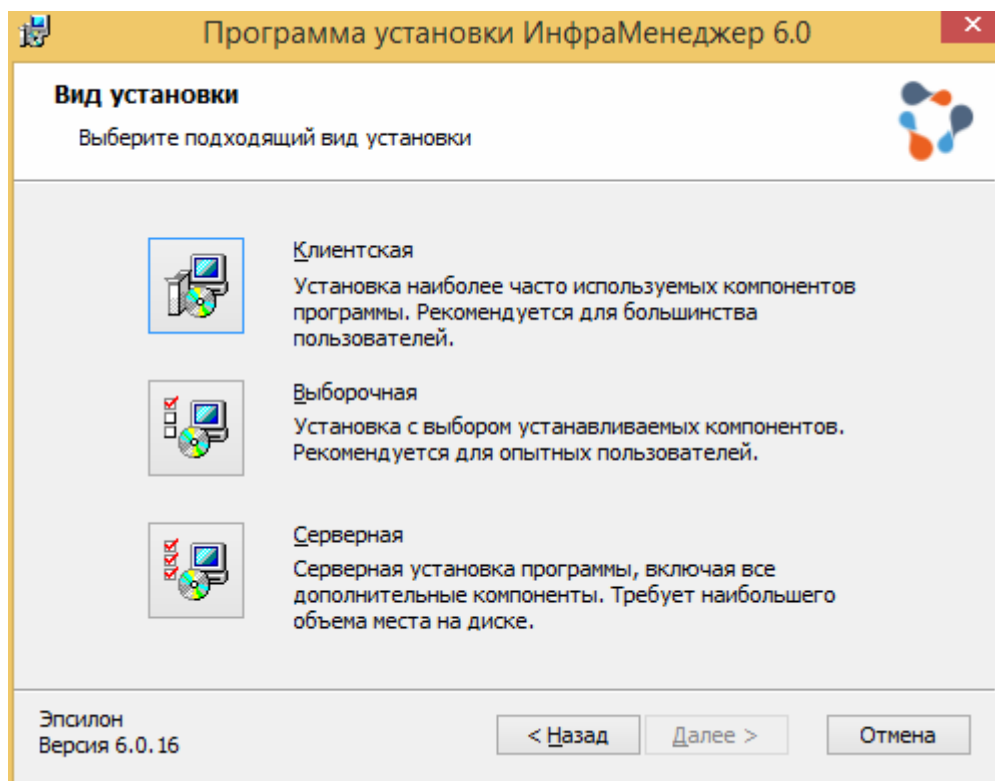 Программа установки ИнфраМенеджер 6.0
Вид установки
Выберите подходящий вид установки
Клиентская
Установка наиболее часто используемых компонентов
программы. Рекомендуется для большинства
пользователей.
Выборочная
Установка с выбором устанавливаемых компонентов.
Рекомендуется для опытных пользователей.
Серверная
Серверная установка программы, включая все
дополнительные компоненты. Требует наибольшего
объема места на диске.
Эпсилон
Версия 6.0.16
< Назад
Далее >
Отмена